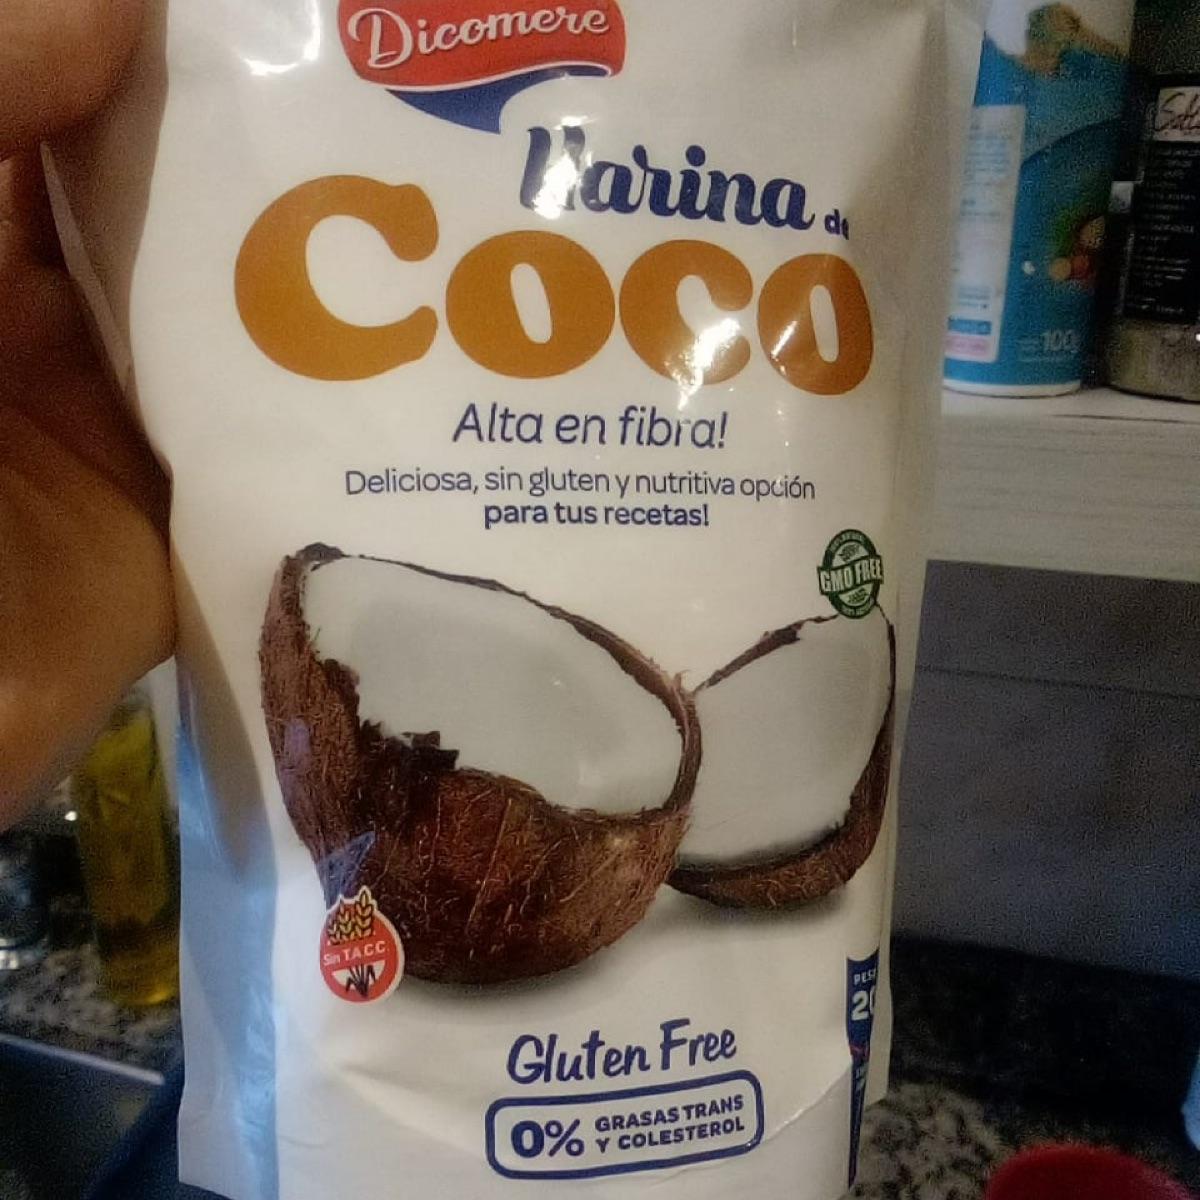 Dicomere
Harina de
Coco
Alta en fibra!
Deliciosa, sin gluten y nutritiva opción
para tus recetas!
GMO FREE
Sin T.A.C.C.
Gluten Free
0% GRASAS TRANS
Y COLESTEROL